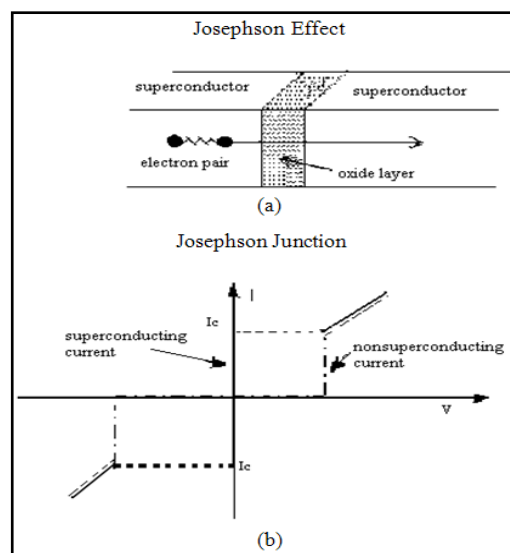 Josephson Effect
superconductor
superconductor
electron pair
oxide layer
(a)
Josephson Junction
I
Ic
superconducting
current
nonsuperconducting
current
V
Ic
(b)